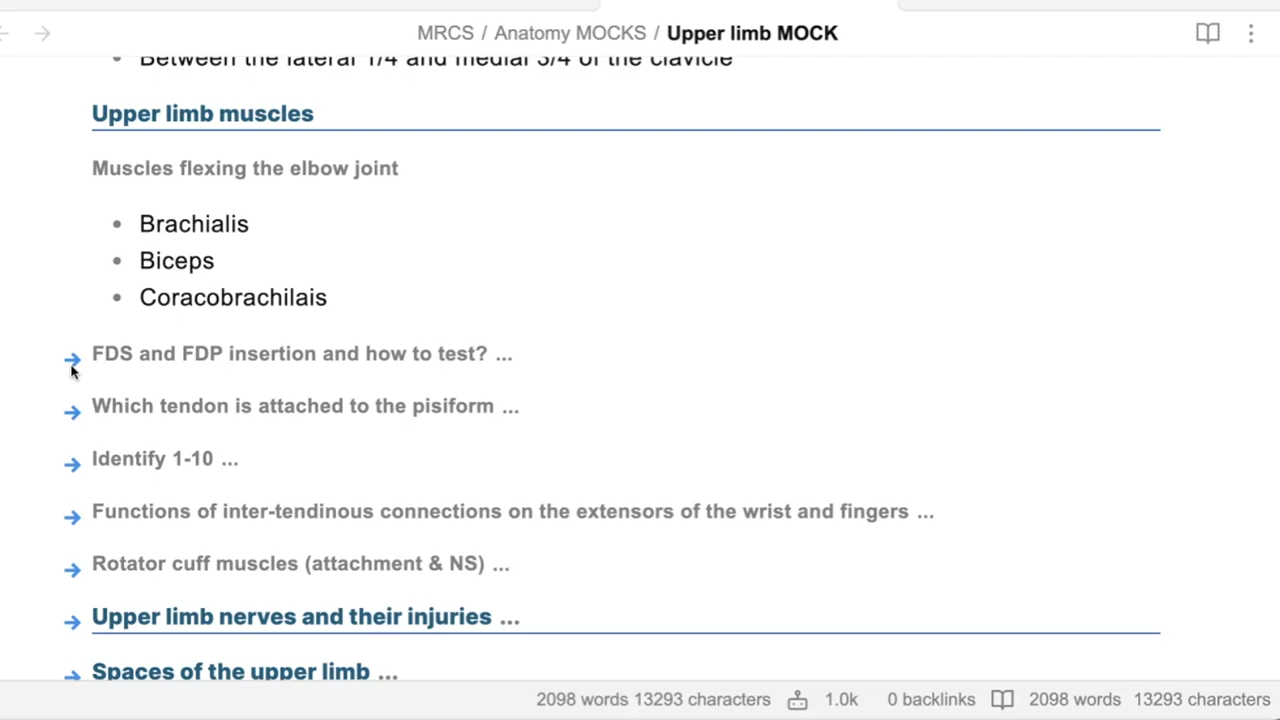 MRCS / Anatomy MOCKS / Upper limb MOCK
Between the lateral 1/4 and medial 3/4 of the clavicle
Upper limb muscles
Muscles flexing the elbow joint
• Brachialis
• Biceps
• Coracobrachilais
FDS and FDP insertion and how to test? ...
Which tendon is attached to the pisiform ...
Identify 1-10 ...
Functions of inter-tendinous connections on the extensors of the wrist and fingers ...
Rotator cuff muscles (attachment & NS) ...
Upper limb nerves and their injuries ...
Spaces of the upper limb ...
2098 words 13293 characters 1.0k 0 backlinks 2098 words 13293 characters